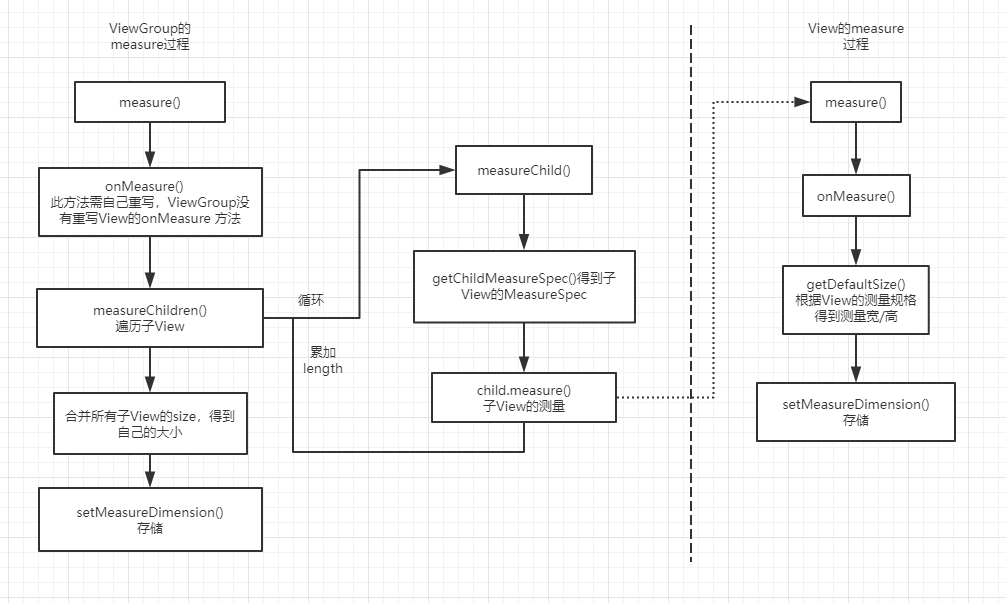 ViewGroup的
measure过程
measure()
onMeasure()
此方法需自己重写，ViewGroup没
有重写View的onMeasure 方法
measureChildren()
遍历子View
合并所有子View的size，得到
自己的大小
setMeasureDimension()
存储
循环
累加
length
measureChild()
getChildMeasureSpec()得到子
View的MeasureSpec
child.measure()
子View的测量
View的measure
过程
measure()
onMeasure()
getDefaultSize()
根据View的测量规格
得到测量宽/高
setMeasureDimension()
存储